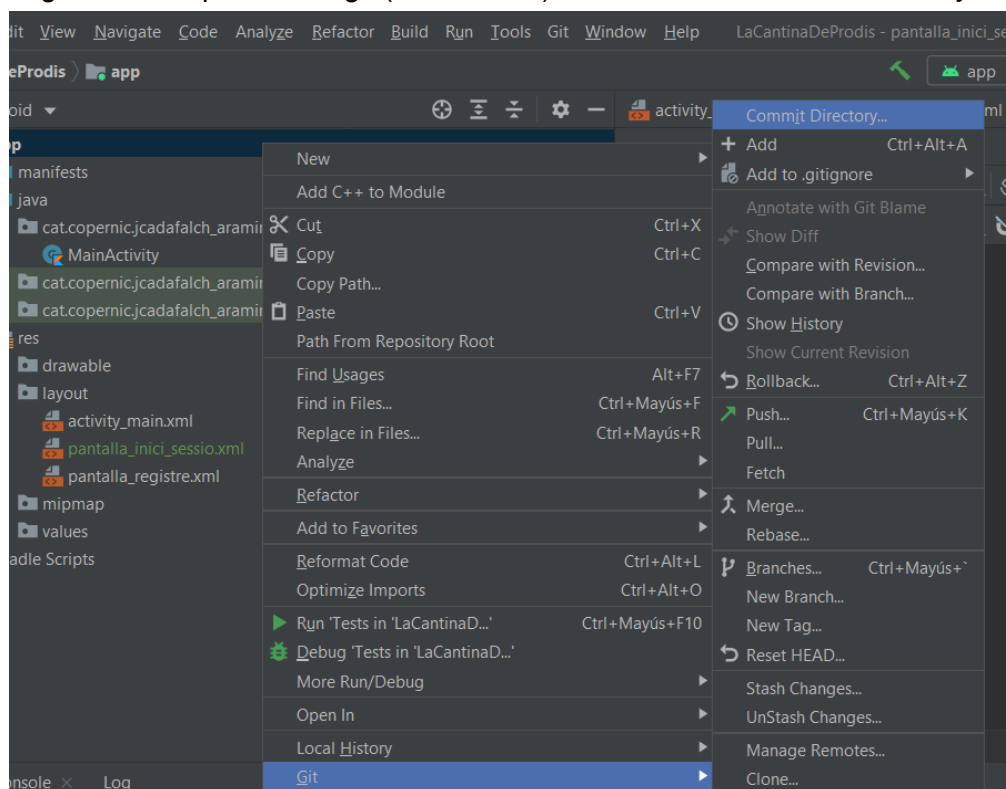 View Navigate Code Analyze Refactor Build Run Tools Git Window Help LaCantinaDeProdis - pantalla_inici_se
eProdis app
app
activity_
manifests
java
cat.copernic.jcadafalch_arami
MainActivity
cat.copernic.jcadafalch_arami
cat.copernic.jcadafalch_arami
res
drawable
layout
activity_main.xml
pantalla_inici_sessio.xml
pantalla_registre.xml
mipmap
values
adle Scripts
onsole × Log
New
Add C++ to Module
Cut Ctrl+X
Copy Ctrl+C
Copy Path...
Paste Ctrl+V
Path From Repository Root
Find Usages Alt+F7
Find in Files... Ctrl+Mayús+F
Replace in Files... Ctrl+Mayús+R
Analyze
Refactor
Add to Favorites
Reformat Code Ctrl+Alt+L
Optimize Imports Ctrl+Alt+O
Run 'Tests in 'LaCantinaD...' Ctrl+Mayús+F10
Debug 'Tests in 'LaCantinaD...'
More Run/Debug
Open In
Local History
Git
Commit Directory...
Add Ctrl+Alt+A
Add to .gitignore
Annotate with Git Blame
Show Diff
Compare with Revision...
Compare with Branch...
Show History
Show Current Revision
Rollback... Ctrl+Alt+Z
Push... Ctrl+Mayús+K
Pull...
Fetch
Merge...
Rebase...
Branches... Ctrl+Mayús+`
New Branch...
New Tag...
Reset HEAD...
Stash Changes...
UnStash Changes...
Manage Remotes...
Clone...
ml